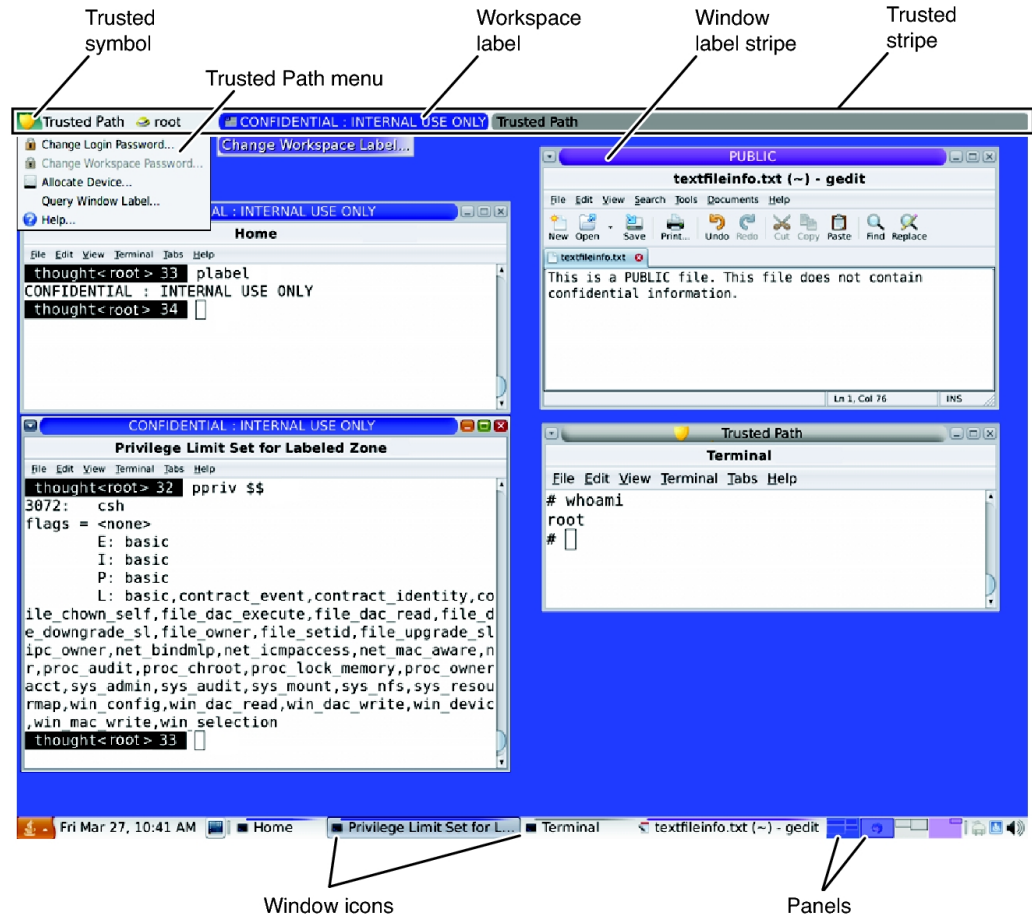 Trusted
symbol
Workspace
label
Window
label stripe
Trusted
stripe
Trusted Path menu
Trusted Path
root
CONFIDENTIAL : INTERNAL USE ONLY
Trusted Path
Change Workspace Label...
Change Login Password...
Change Workspace Password...
Allocate Device...
Query Window Label...
Help...
AL : INTERNAL USE ONLY
Home
File Edit View Terminal Tabs Help
thought<root> 33 plabel
CONFIDENTIAL : INTERNAL USE ONLY
thought<root> 34
PUBLIC
textfileinfo.txt (~) - gedit
File Edit View Search Tools Documents Help
New Open Save Print... Undo Redo Cut Copy Paste Find Replace
textfileinfo.txt
This is a PUBLIC file. This file does not contain
confidential information.
Ln 1, Col 76 INS
CONFIDENTIAL : INTERNAL USE ONLY
Privilege Limit Set for Labeled Zone
File Edit View Terminal Tabs Help
thought<root> 32 ppriv $$
3072: csh
flags = <none>
E: basic
I: basic
P: basic
L: basic,contract_event,contract_identity,co
ile_chown_self,file_dac_execute,file_dac_read,file_d
e_downgrade_sl,file_owner,file_setid,file_upgrade_sl
ipc_owner,net_bindmlp,net_icmpaccess,net_mac_aware,n
r,proc_audit,proc_chroot,proc_lock_memory,proc_owner
acct,sys_admin,sys_audit,sys_mount,sys_nfs,sys_resou
rmap,win_config,win_dac_read,win_dac_write,win_devic
,win_mac_write,win_selection
thought<root> 33
Trusted Path
Terminal
File Edit View Terminal Tabs Help
# whoami
root
#
Fri Mar 27, 10:41 AM
Home
Privilege Limit Set for L...
Terminal
textfileinfo.txt (~) - gedit
Window icons
Panels